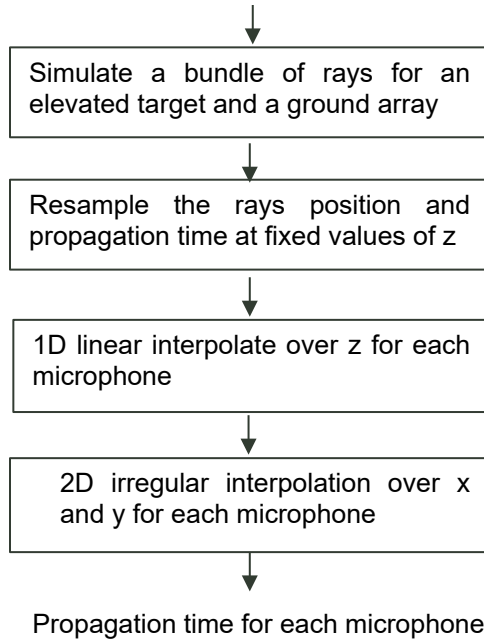 Simulate a bundle of rays for an
elevated target and a ground array
Resample the rays position and
propagation time at fixed values of z
1D linear interpolate over z for each
microphone
2D irregular interpolation over x
and y for each microphone
Propagation time for each microphone